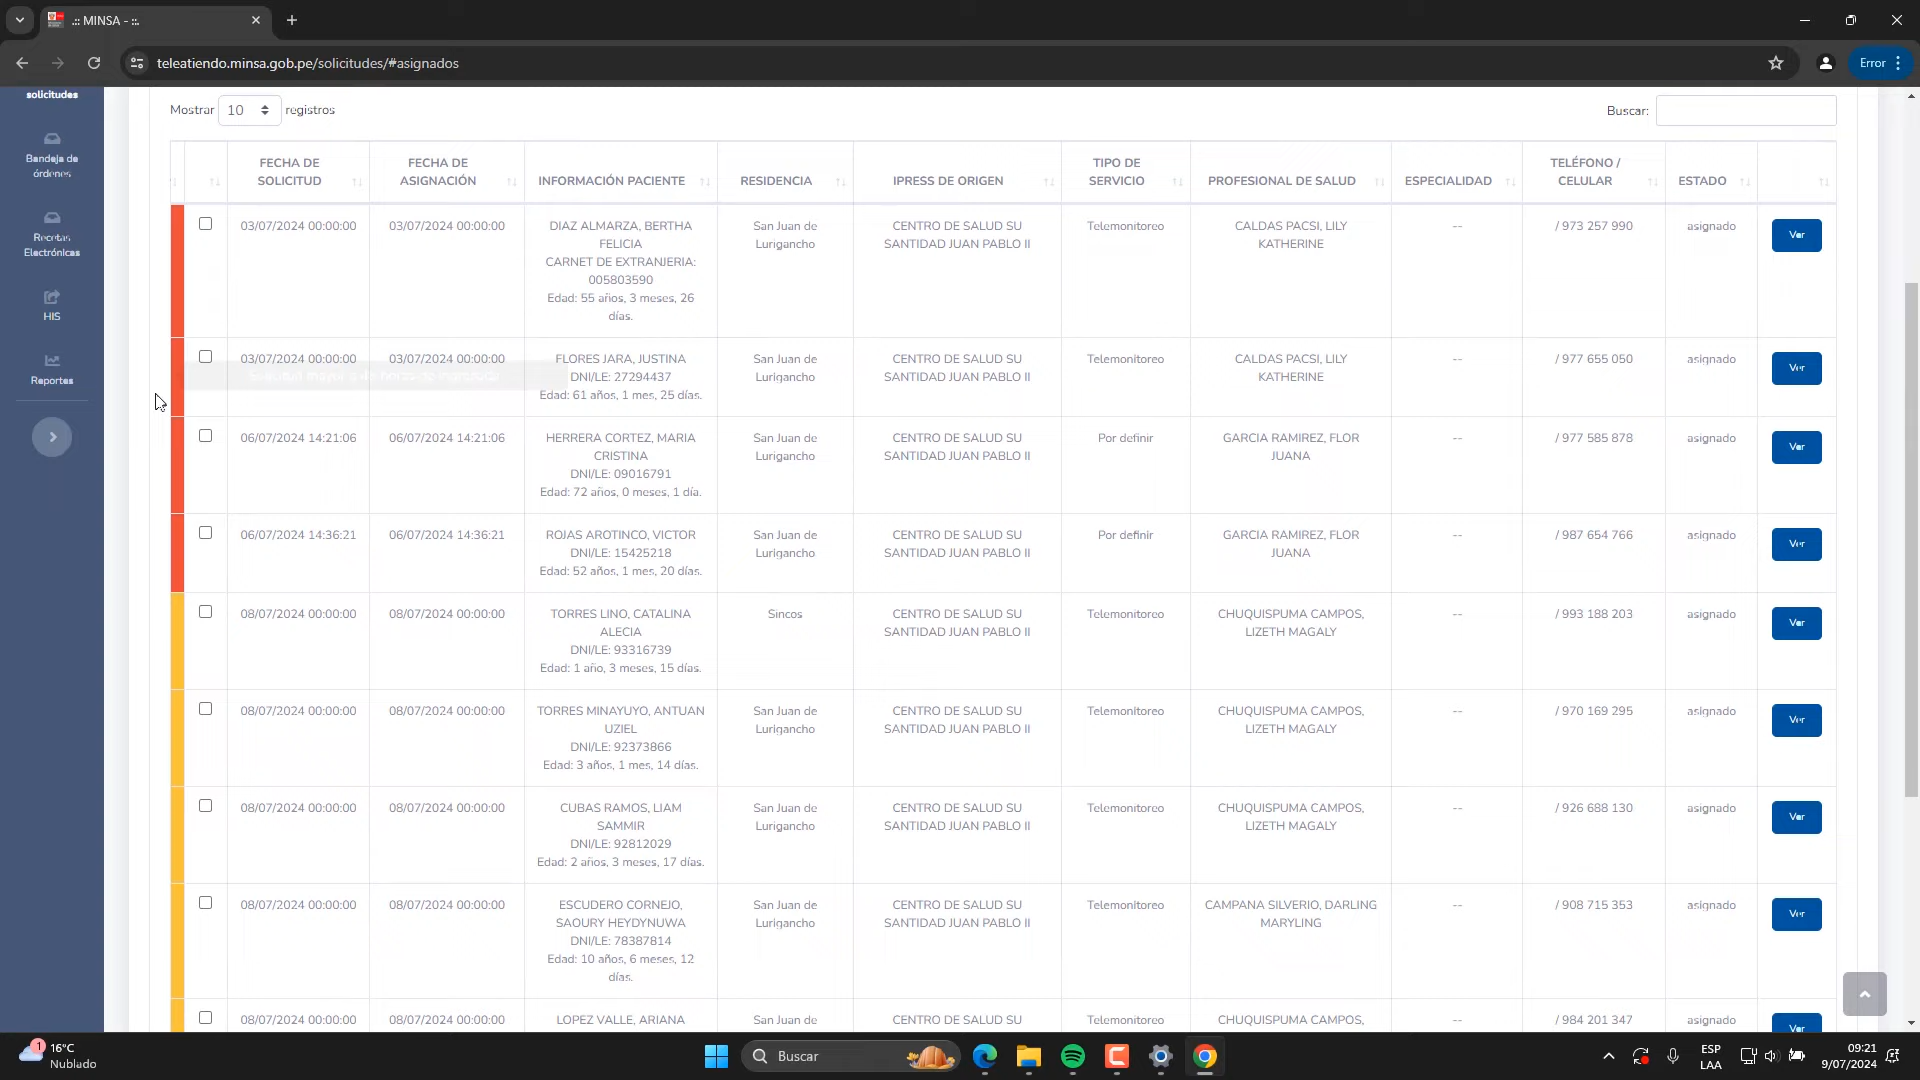 .:: MINSA - ::.
teleatiendo.minsa.gob.pe/solicitudes/#asignados
Error
solicitudes
Bandeja de
órdenes
Recetas
Electrónicas
HIS
Reportes
Mostrar 10 registros
Buscar:
FECHA DE SOLICITUD
FECHA DE ASIGNACIÓN
INFORMACIÓN PACIENTE
RESIDENCIA
IPRESS DE ORIGEN
TIPO DE SERVICIO
PROFESIONAL DE SALUD
ESPECIALIDAD
TELÉFONO / CELULAR
ESTADO
03/07/2024 00:00:00 03/07/2024 00:00:00 DIAZ ALMARZA, BERTHA San Juan de CENTRO DE SALUD SU Telemonitoreo CALDAS PACSI, LILY -- / 973 257 990 asignado Ver
FELICIA Lurigancho SANTIDAD JUAN PABLO II KATHERINE
CARNET DE EXTRANJERIA:
005803590
Edad: 55 años, 3 meses, 26
días.
03/07/2024 00:00:00 03/07/2024 00:00:00 FLORES JARA, JUSTINA San Juan de CENTRO DE SALUD SU Telemonitoreo CALDAS PACSI, LILY -- / 977 655 050 asignado Ver
DNI/LE: 27294437 Lurigancho SANTIDAD JUAN PABLO II KATHERINE
Edad: 61 años, 1 mes, 25 días.
06/07/2024 14:21:06 06/07/2024 14:21:06 HERRERA CORTEZ, MARIA San Juan de CENTRO DE SALUD SU Por definir GARCIA RAMIREZ, FLOR -- / 977 585 878 asignado Ver
CRISTINA Lurigancho SANTIDAD JUAN PABLO II JUANA
DNI/LE: 09016791
Edad: 72 años, 0 meses, 1 día.
06/07/2024 14:36:21 06/07/2024 14:36:21 ROJAS AROTINCO, VICTOR San Juan de CENTRO DE SALUD SU Por definir GARCIA RAMIREZ, FLOR -- / 987 654 766 asignado Ver
DNI/LE: 15425218 Lurigancho SANTIDAD JUAN PABLO II JUANA
Edad: 52 años, 1 mes, 20 días.
08/07/2024 00:00:00 08/07/2024 00:00:00 TORRES LINO, CATALINA Sincos CENTRO DE SALUD SU Telemonitoreo CHUQUISPUMA CAMPOS, -- / 993 188 203 asignado Ver
ALECIA SANTIDAD JUAN PABLO II LIZETH MAGALY
DNI/LE: 93316739
Edad: 1 año, 3 meses, 15 días.
08/07/2024 00:00:00 08/07/2024 00:00:00 TORRES MINAYUYO, ANTUAN San Juan de CENTRO DE SALUD SU Telemonitoreo CHUQUISPUMA CAMPOS, -- / 970 169 295 asignado Ver
UZIEL Lurigancho SANTIDAD JUAN PABLO II LIZETH MAGALY
DNI/LE: 92373866
Edad: 3 años, 1 mes, 14 días.
08/07/2024 00:00:00 08/07/2024 00:00:00 CUBAS RAMOS, LIAM San Juan de CENTRO DE SALUD SU Telemonitoreo CHUQUISPUMA CAMPOS, -- / 926 688 130 asignado Ver
SAMMIR Lurigancho SANTIDAD JUAN PABLO II LIZETH MAGALY
DNI/LE: 92812029
Edad: 2 años, 3 meses, 17 días.
08/07/2024 00:00:00 08/07/2024 00:00:00 ESCUDERO CORNEJO, San Juan de CENTRO DE SALUD SU Telemonitoreo CAMPANA SILVERIO, DARLING -- / 908 715 353 asignado Ver
SAOURY HEYDYNUWA Lurigancho SANTIDAD JUAN PABLO II MARYLING
DNI/LE: 78387814
Edad: 10 años, 6 meses, 12
días.
08/07/2024 00:00:00 08/07/2024 00:00:00 LOPEZ VALLE, ARIANA San Juan de CENTRO DE SALUD SU Telemonitoreo CHUQUISPUMA CAMPOS, -- / 984 201 347 asignado Ver
1
16°C
Nublado
Buscar
ESP
LAA
09:21
9/07/2024